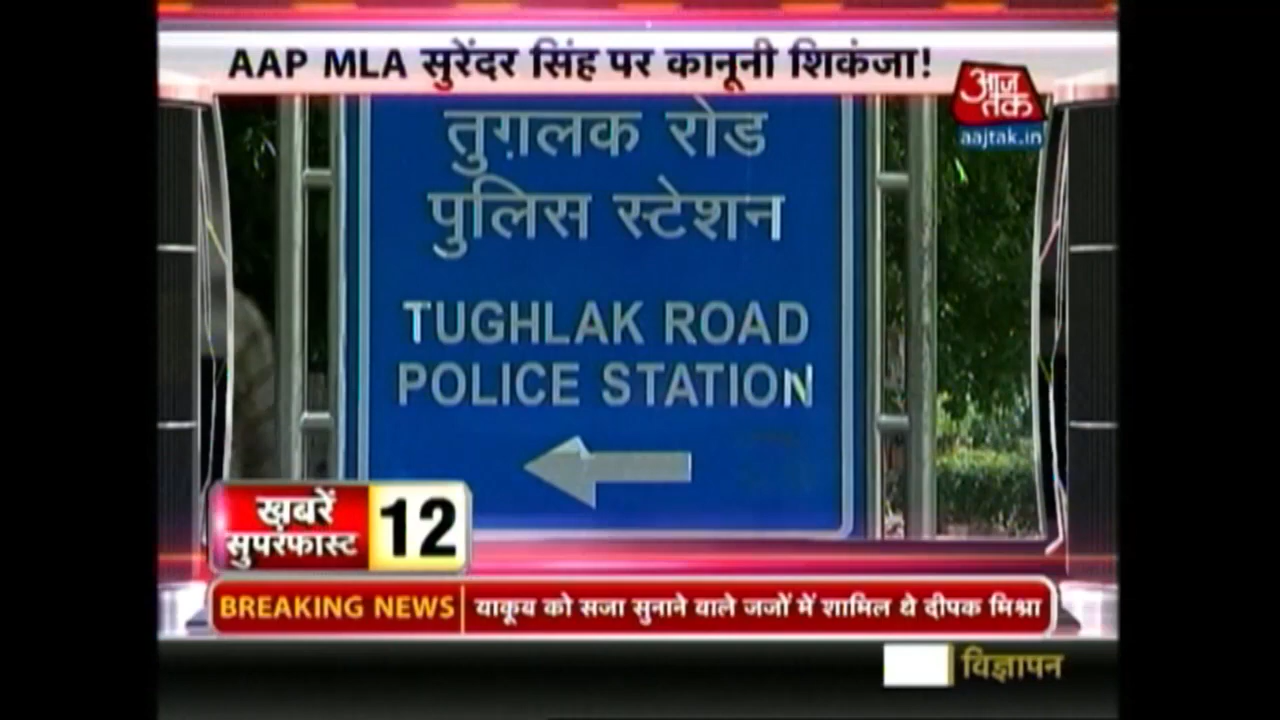 AAP MLA सुरेंदर सिंह पर कानूनी शिकंजा!
आज तक
aajtak.in
तुग़लक रोड
पुलिस स्टेशन
TUGHLAK ROAD
POLICE STATION
ख़बरें
सुपरफास्ट
12
BREAKING NEWS
याकूब को सजा सुनाने वाले जजों में शामिल थे दीपक मिश्रा
विज्ञापन